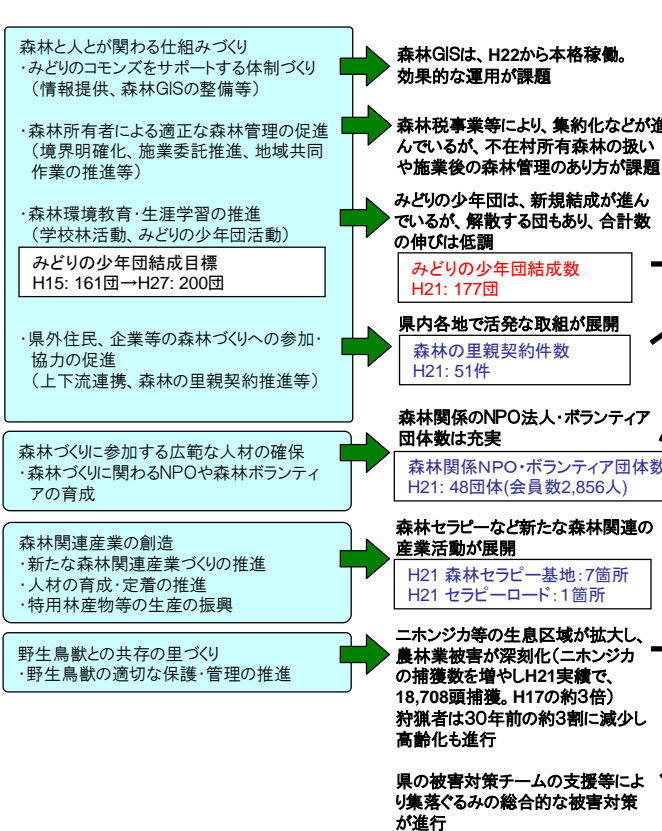 森林と人とが関わる仕組みづくり
・みどりのコモンズをサポートする体制づくり
（情報提供、森林GISの整備等）
・森林所有者による適正な森林管理の促進
（境界明確化、施業委託推進、地域共同
作業の推進等）
・森林環境教育・生涯学習の推進
（学校林活動、みどりの少年団活動）
みどりの少年団結成目標
H15: 161団→H27: 200団
・県外住民、企業等の森林づくりへの参加・
協力の促進
（上下流連携、森林の里親契約推進等）
森林GISは、H22から本格稼働。
効果的な運用が課題
森林税事業等により、集約化などが進
んでいるが、不在村所有森林の扱い
や施業後の森林管理のあり方が課題
みどりの少年団は、新規結成が進ん
でいるが、解散する団もあり、合計数
の伸びは低調
みどりの少年団結成数
H21: 177団
県内各地で活発な取組が展開
森林の里親契約件数
H21: 51件
森林づくりに参加する広範な人材の確保
・森林づくりに関わるNPOや森林ボランティ
アの育成
森林関係のNPO法人・ボランティア
団体数は充実
森林関係NPO・ボランティア団体数
H21: 48団体(会員数2,856人)
森林関連産業の創造
・新たな森林関連産業づくりの推進
・人材の育成・定着の推進
・特用林産物等の生産の振興
森林セラピーなど新たな森林関連の
産業活動が展開
H21 森林セラピー基地：7箇所
H21 セラピーロード：1箇所
野生鳥獣との共存の里づくり
・野生鳥獣の適切な保護・管理の推進
ニホンジカ等の生息区域が拡大し、
農林業被害が深刻化（ニホンジカ
の捕獲数を増やしH21実績で、
18,708頭捕獲。H17の約3倍）
狩猟者は30年前の約3割に減少し
高齢化も進行
県の被害対策チームの支援等によ
り集落ぐるみの総合的な被害対策
が進行